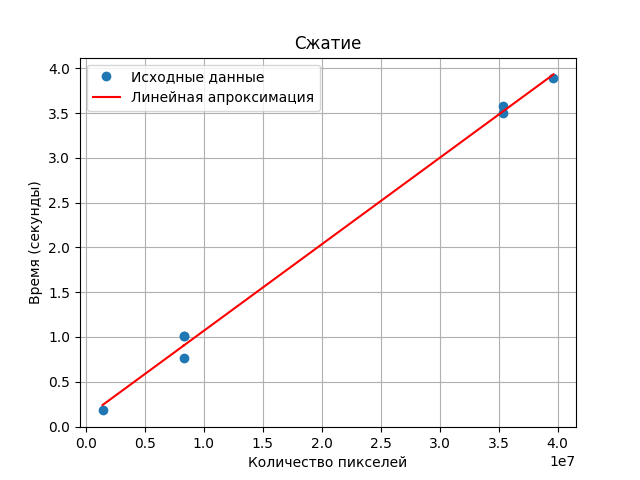 Сжатие
Исходные данные
Линейная апроксимация
Время (секунды)
4.0
3.5
3.0
2.5
2.0
1.5
1.0
0.5
0.0
0.0 0.5 1.0 1.5 2.0 2.5 3.0 3.5 4.0
1e7
Количество пикселей